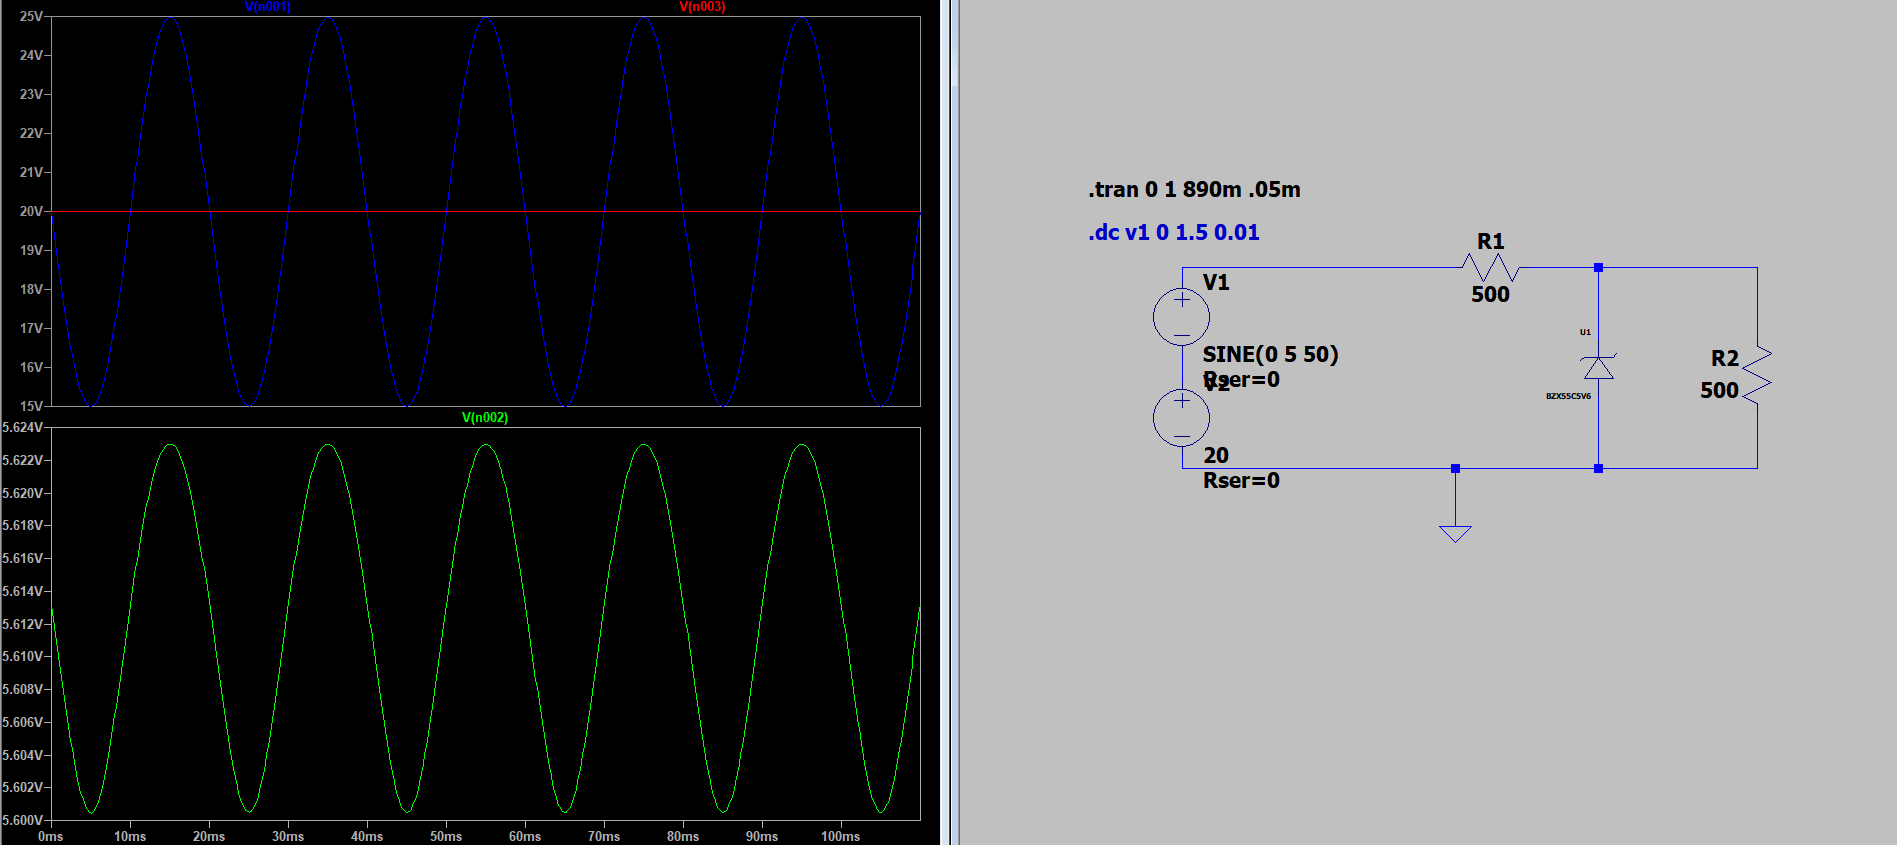 V(n001) V(n003)
25V
24V
23V
22V
21V
20V
19V
18V
17V
16V
15V
V(n002)
5.624V
5.622V
5.620V
5.618V
5.616V
5.614V
5.612V
5.610V
5.608V
5.606V
5.604V
5.602V
5.600V
0ms 10ms 20ms 30ms 40ms 50ms 60ms 70ms 80ms 90ms 100ms
.tran 0 1 890m .05m
.dc v1 0 1.5 0.01
R1
500
V1
SINE(0 5 50)
Rser=0
V2
20
Rser=0
U1
BZX55C5V6
R2
500